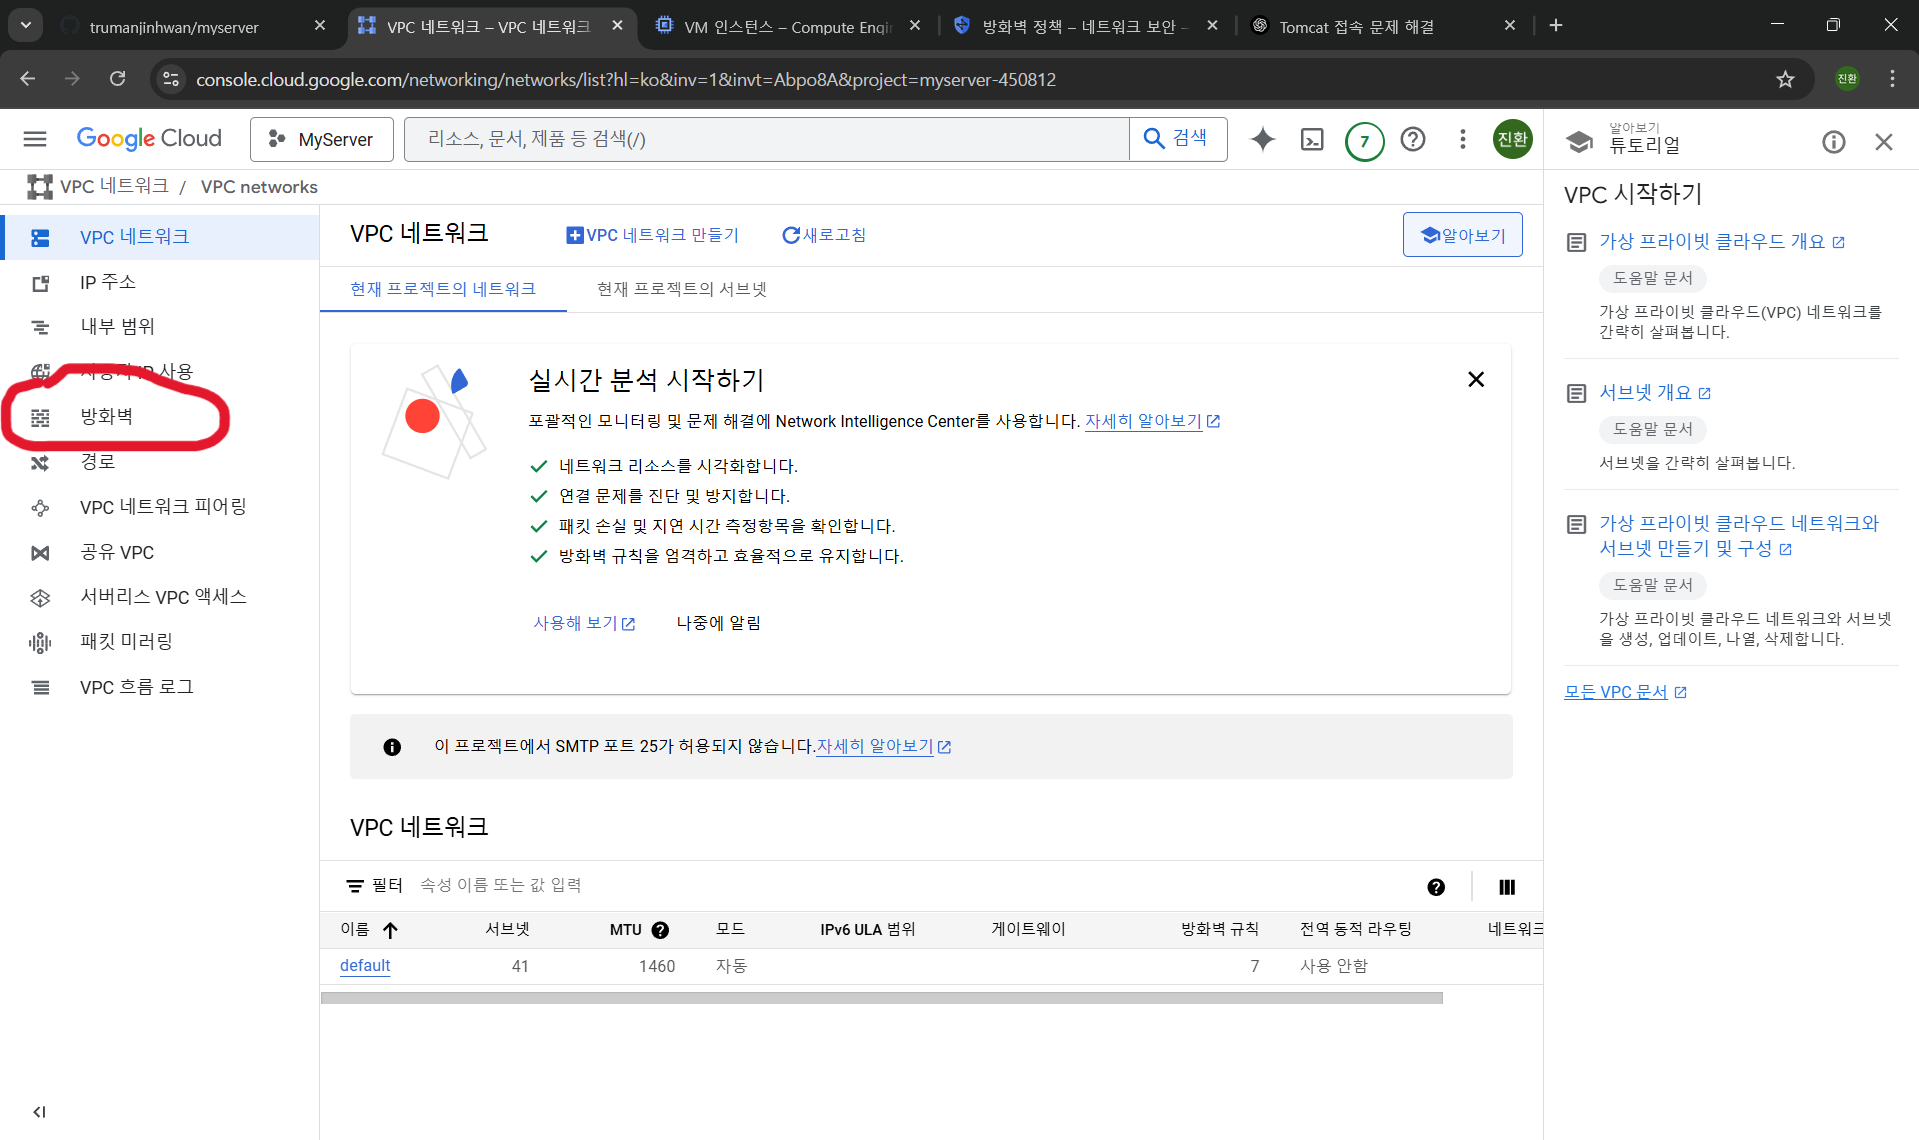 trumanjinhwan/myserver
VPC 네트워크 – VPC 네트워크
VM 인스턴스 – Compute Engin
방화벽 정책 – 네트워크 보안 –
Tomcat 접속 문제 해결
console.cloud.google.com/networking/networks/list?hl=ko&inv=1&invt=Abpo8A&project=myserver-450812
진환
Google Cloud
MyServer
리소스, 문서, 제품 등 검색(/)
검색
7
진환
VPC 네트워크 / VPC networks
VPC 네트워크
IP 주소
내부 범위
사용자 IP 사용
방화벽
경로
VPC 네트워크 피어링
공유 VPC
서버리스 VPC 액세스
패킷 미러링
VPC 흐름 로그
VPC 네트워크
VPC 네트워크 만들기
새로고침
알아보기
현재 프로젝트의 네트워크
현재 프로젝트의 서브넷
실시간 분석 시작하기
포괄적인 모니터링 및 문제 해결에 Network Intelligence Center를 사용합니다. 자세히 알아보기
네트워크 리소스를 시각화합니다.
연결 문제를 진단 및 방지합니다.
패킷 손실 및 지연 시간 측정항목을 확인합니다.
방화벽 규칙을 엄격하고 효율적으로 유지합니다.
사용해 보기
나중에 알림
이 프로젝트에서 SMTP 포트 25가 허용되지 않습니다.자세히 알아보기
VPC 네트워크
필터 속성 이름 또는 값 입력
이름 서브넷 MTU 모드 IPv6 ULA 범위 게이트웨이 방화벽 규칙 전역 동적 라우팅 네트워크
default 41 1460 자동 7 사용 안함
알아보기
튜토리얼
VPC 시작하기
가상 프라이빗 클라우드 개요
도움말 문서
가상 프라이빗 클라우드(VPC) 네트워크를
간략히 살펴봅니다.
서브넷 개요
도움말 문서
서브넷을 간략히 살펴봅니다.
가상 프라이빗 클라우드 네트워크와
서브넷 만들기 및 구성
도움말 문서
가상 프라이빗 클라우드 네트워크와 서브넷
을 생성, 업데이트, 나열, 삭제합니다.
모든 VPC 문서